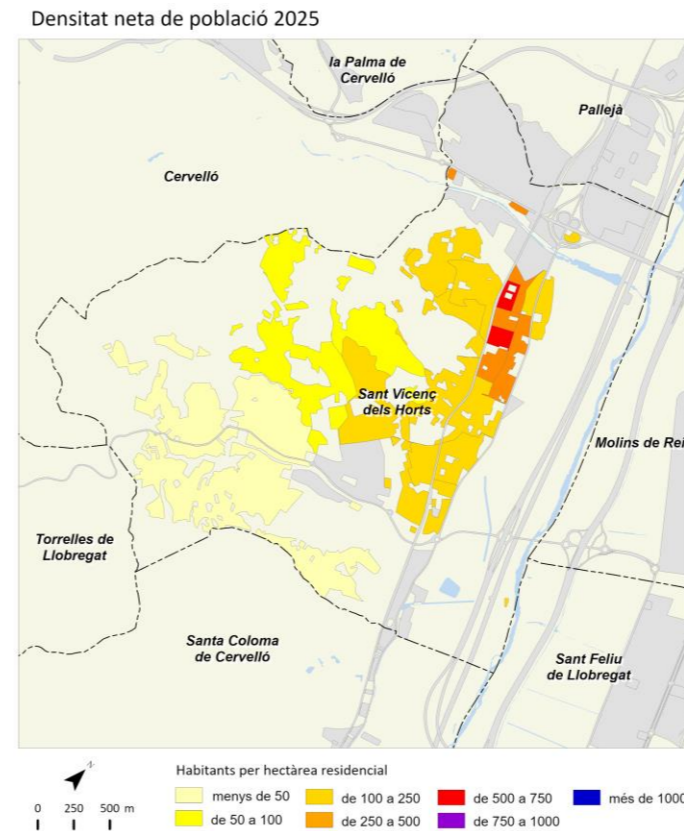 Densitat neta de població 2025
la Palma de
Cervelló
Pallejà
Cervelló
Sant Vicenç
dels Horts
Molins de Rei
Torrelles de
Llobregat
Santa Coloma
de Cervelló
Sant Feliu
de Llobregat
N
0 250 500 m
Habitants per hectàrea residencial
menys de 50
de 50 a 100
de 100 a 250
de 250 a 500
de 500 a 750
de 750 a 1000
més de 1000